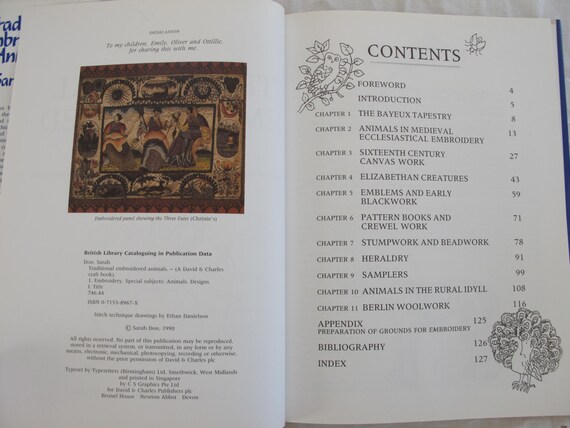 rad
mbr
Ani
Sar
ENDPAPER
To my children, Emily, Oliver and Ottilie,
for sharing this with me.
Embroidered panel showing the Three Fates (Christie's)
British Library Cataloguing in Publication Data
Doe, Sarah
Traditional embroidered animals. – (A David & Charles
craft book).
1. Embroidery. Special subjects: Animals. Designs
I. Title
746.44
ISBN 0-7153-8967-X
Stitch technique drawings by Ethan Danielson
© Sarah Doe, 1990
All rights reserved. No part of this publication may be reproduced,
stored in a retrieval system, or transmitted, in any form or by any
means, electronic, mechanical, photocopying, recording or otherwise,
without the prior permission of David & Charles Publishers plc
Typeset by Typesetters (Birmingham) Ltd, Smethwick, West Midlands
and printed in Singapore
by C S Graphics Pte Ltd
for David & Charles Publishers plc
Brunel House Newton Abbot Devon
CONTENTS
FOREWORD 4
INTRODUCTION 5
CHAPTER 1 THE BAYEUX TAPESTRY 8
CHAPTER 2 ANIMALS IN MEDIEVAL
ECCLESIASTICAL EMBROIDERY 13
CHAPTER 3 SIXTEENTH CENTURY
CANVAS WORK 27
CHAPTER 4 ELIZABETHAN CREATURES 43
CHAPTER 5 EMBLEMS AND EARLY
BLACKWORK 59
CHAPTER 6 PATTERN BOOKS AND
CREWEL WORK 71
CHAPTER 7 STUMPWORK AND BEADWORK 78
CHAPTER 8 HERALDRY 91
CHAPTER 9 SAMPLERS 99
CHAPTER 10 ANIMALS IN THE RURAL IDYLL 108
CHAPTER 11 BERLIN WOOLWORK 116
APPENDIX 125
PREPARATION OF GROUNDS FOR EMBROIDERY
BIBLIOGRAPHY 126
INDEX 127